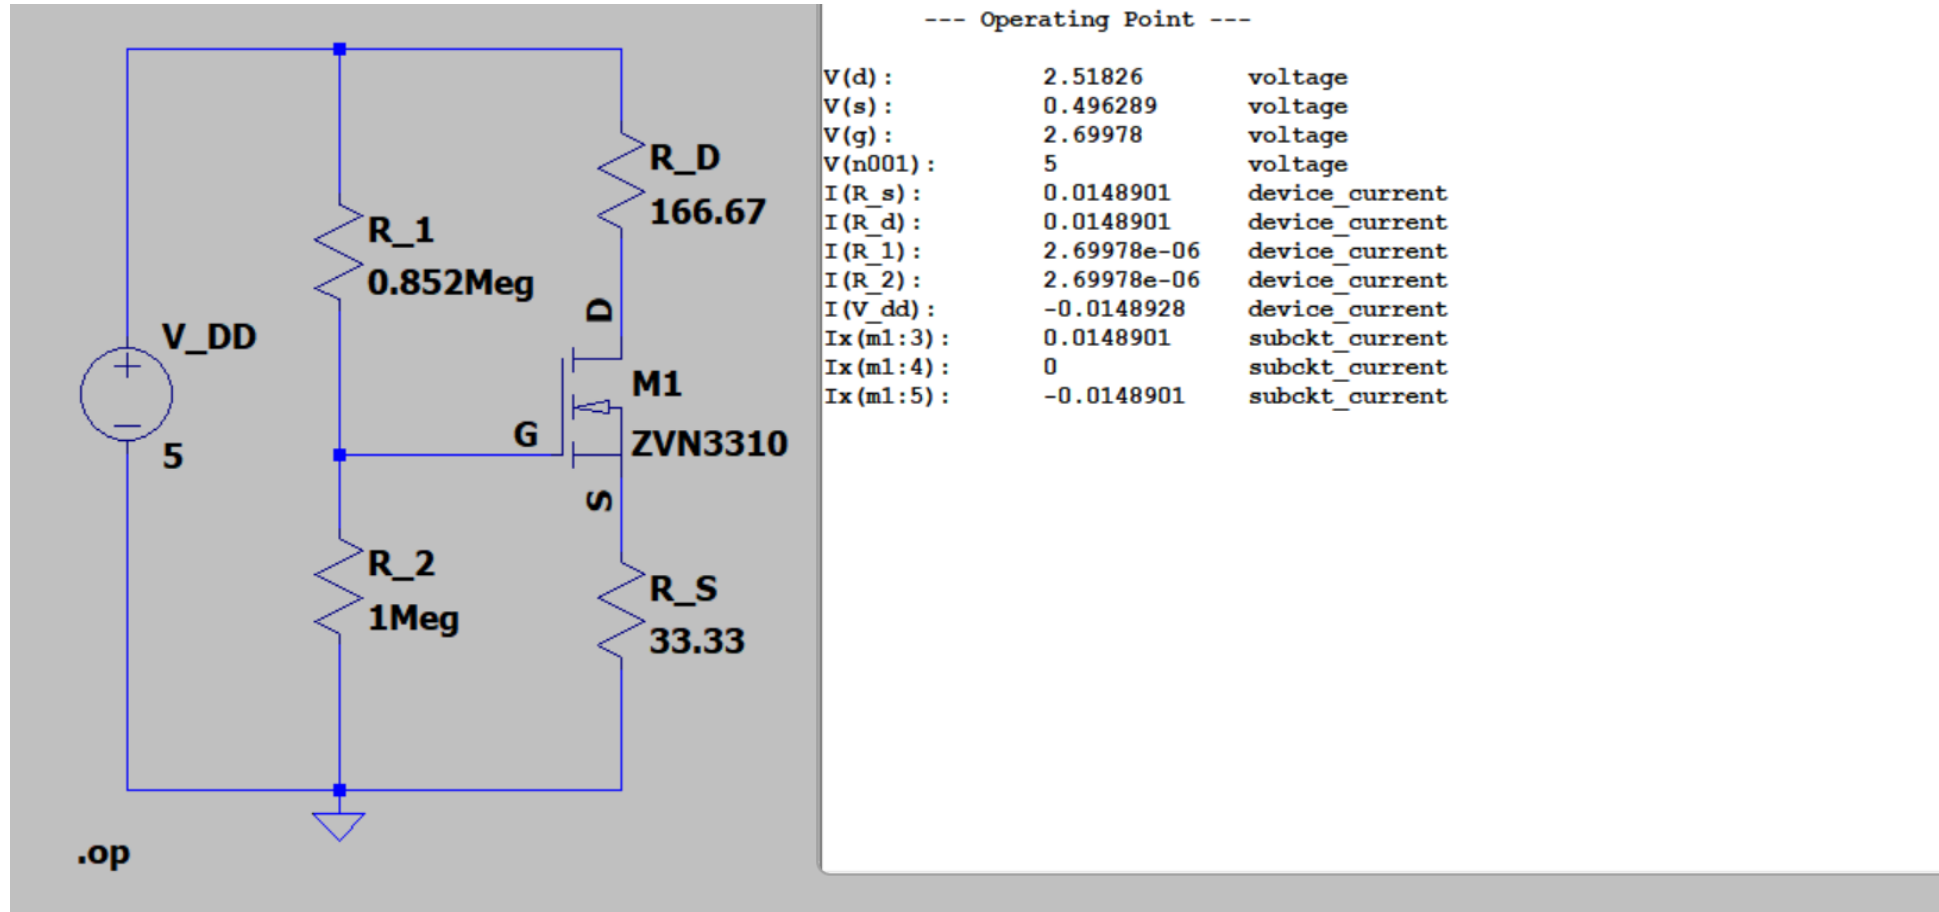 V_DD
5
R_1
0.852Meg
R_2
1Meg
R_D
166.67
D
M1
G
ZVN3310
S
R_S
33.33
.op
--- Operating Point ---
V(d): 2.51826 voltage
V(s): 0.496289 voltage
V(g): 2.69978 voltage
V(n001): 5 voltage
I(R_s): 0.0148901 device_current
I(R_d): 0.0148901 device_current
I(R_1): 2.69978e-06 device_current
I(R_2): 2.69978e-06 device_current
I(V_dd): -0.0148928 device_current
Ix(m1:3): 0.0148901 subckt_current
Ix(m1:4): 0 subckt_current
Ix(m1:5): -0.0148901 subckt_current